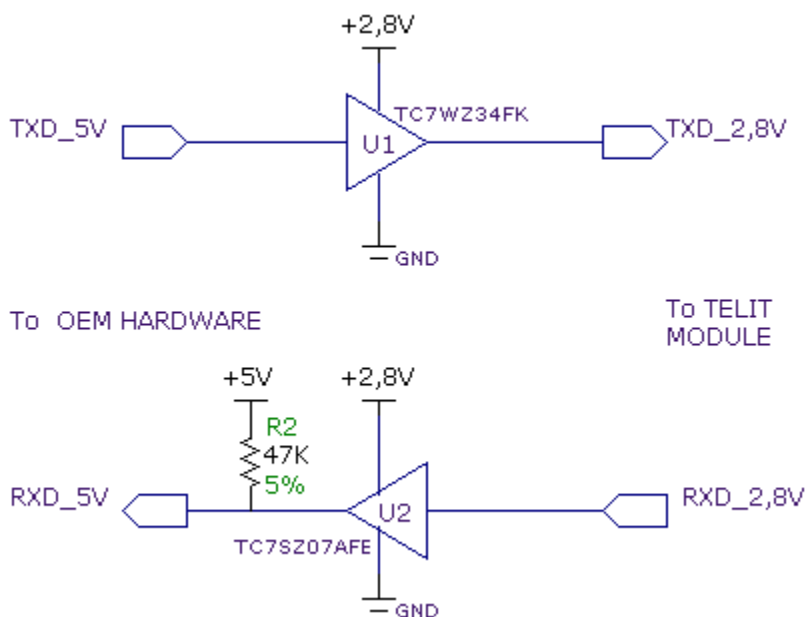 +2,8V
TXD_5V
TC7WZ34FK
U1
TXD_2,8V
GND
To OEM HARDWARE
To TELIT
MODULE
+5V
+2,8V
R2
47K
5%
RXD_5V
U2
RXD_2,8V
TC7SZ07AFE
GND